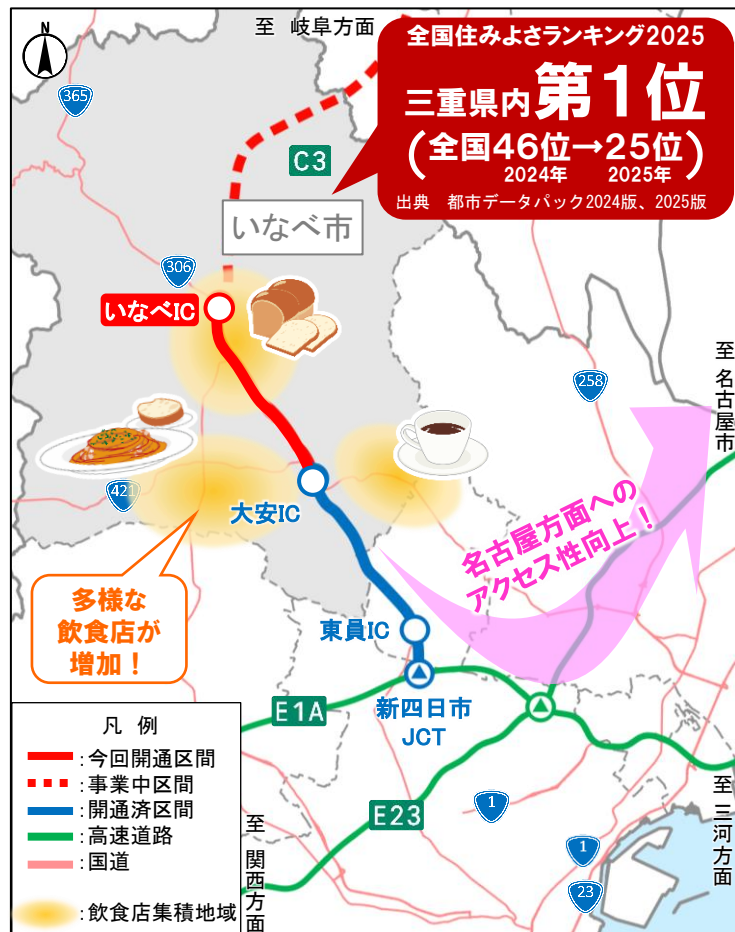 N
至 岐阜方面
全国住みよさランキング2025
三重県内第1位
(全国46位→25位)
2024年 2025年
出典 都市データパック2024版、2025版
365
C3
いなべ市
306
いなべIC
258
至 名古屋市
421
大安IC
名古屋方面への
アクセス性向上！
多様な
飲食店が
増加！
東員IC
新四日市
JCT
E1A
E23
1
1
23
至 三河方面
至 関西方面
凡 例
：今回開通区間
：事業中区間
：開通済区間
：高速道路
：国道
：飲食店集積地域